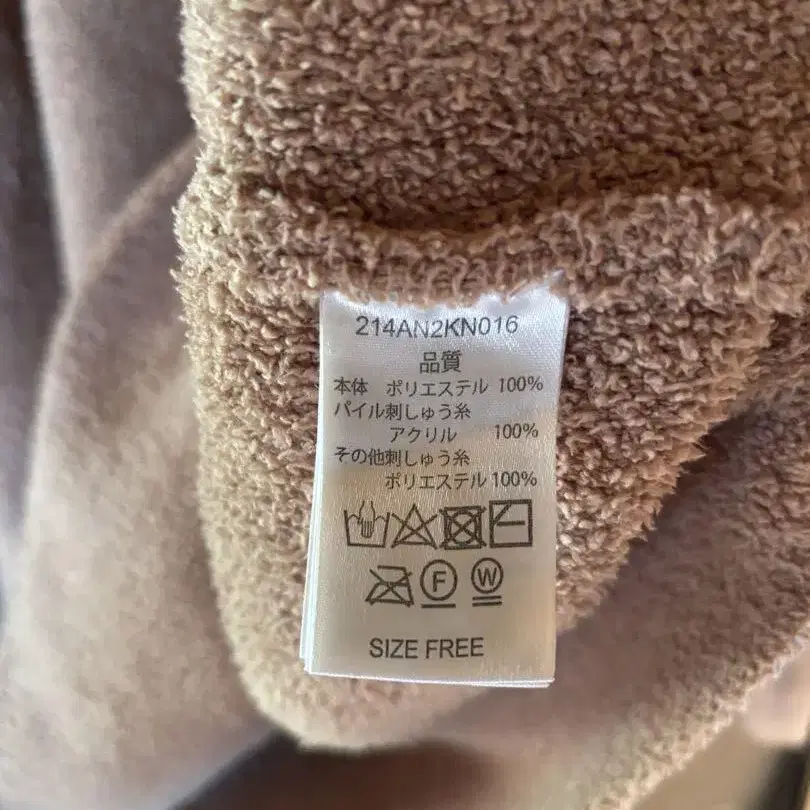 214AN2KN016
品質
本体 ポリエステル 100%
パイル刺しゅう糸
アクリル 100%
その他刺しゅう糸
ポリエステル 100%
F W
SIZE FREE